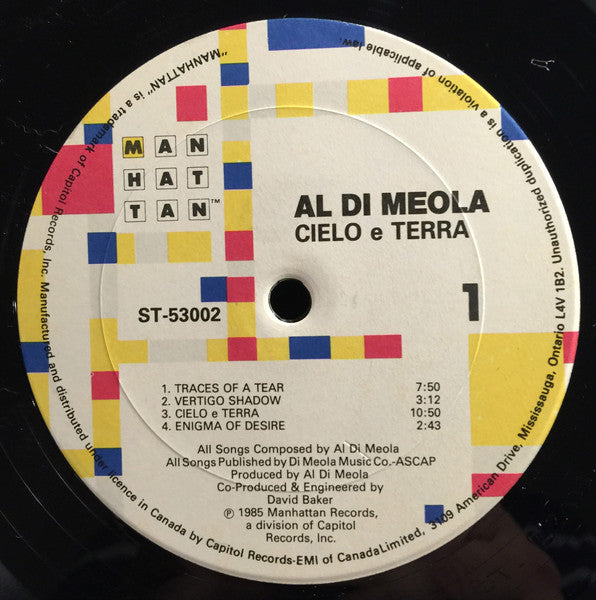 MAN
HAT
TAN™
AL DI MEOLA
CIELO e TERRA
1
ST-53002
1. TRACES OF A TEAR 7:50
2. VERTIGO SHADOW 3:12
3. CIELO e TERRA 10:50
4. ENIGMA OF DESIRE 2:43
All Songs Composed by Al Di Meola
All Songs Published by Di Meola Music Co.-ASCAP
Produced by Al Di Meola
Co-Produced & Engineered by
David Baker
℗ 1985 Manhattan Records,
a division of Capitol
Records, Inc.
"MANHATTAN" is a trademark of Capitol Records, Inc. Manufactured and distributed under licence in Canada by Capitol Records-EMI of Canada Limited, 3109 American Drive, Mississauga, Ontario L4V 1B2. Unauthorized duplication is a violation of applicable law.